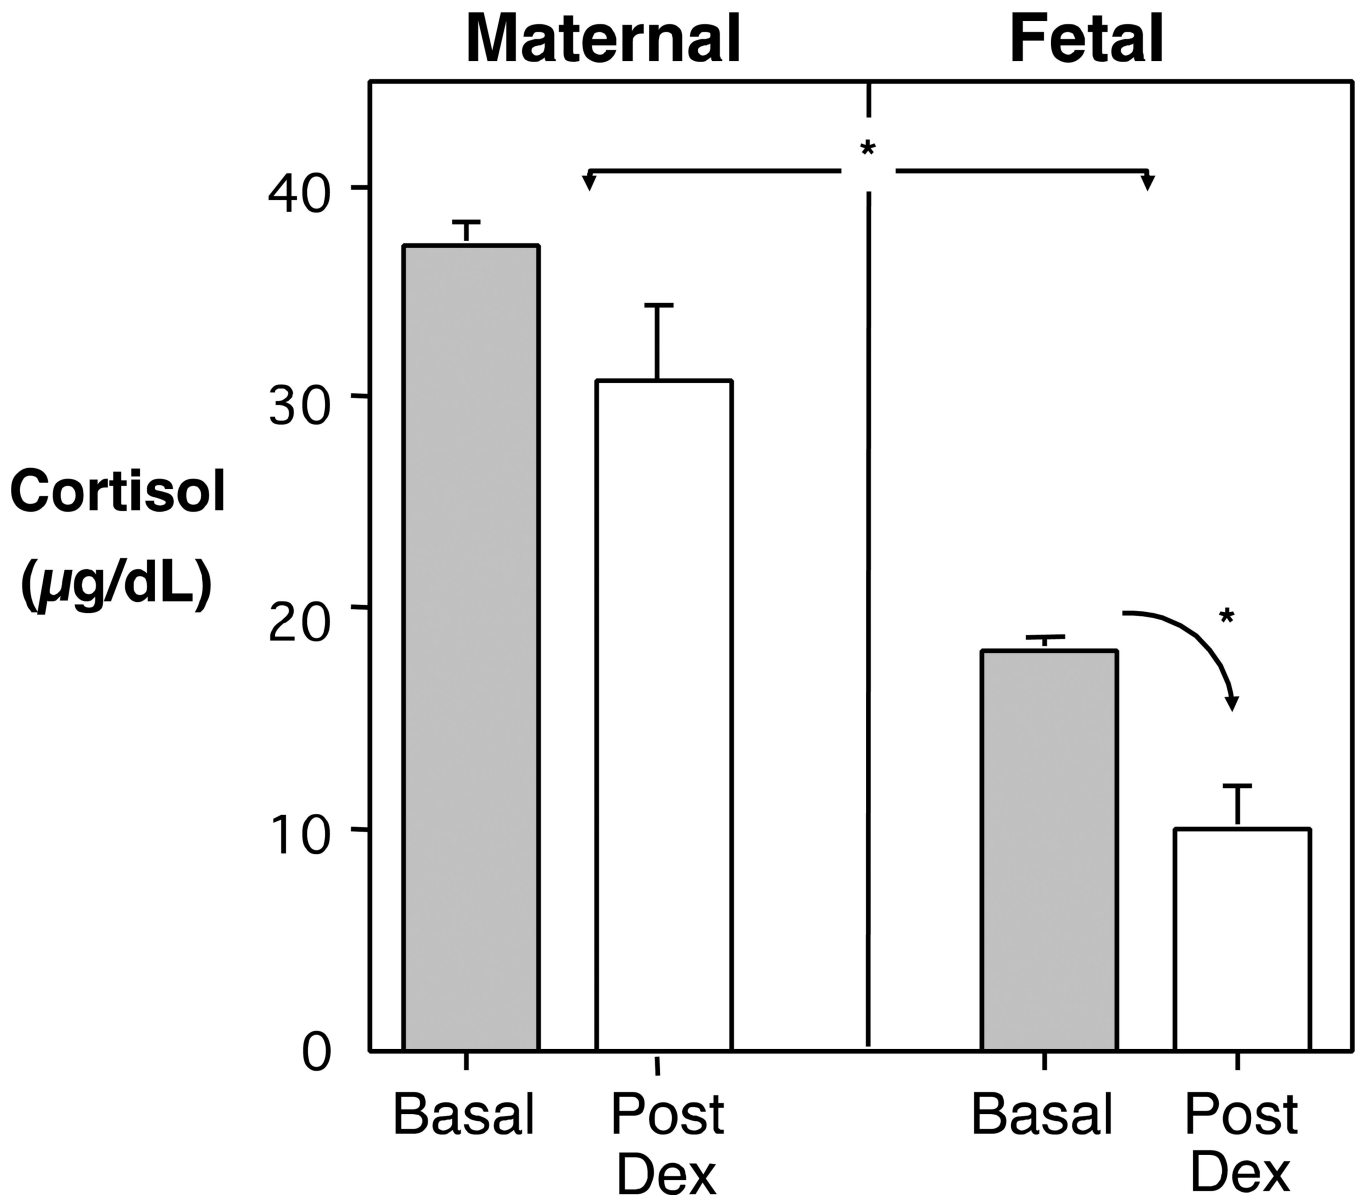 Maternal
Fetal
*
40
30
20
10
0
Cortisol
(µg/dL)
*
Basal
Post
Dex
Basal
Post
Dex